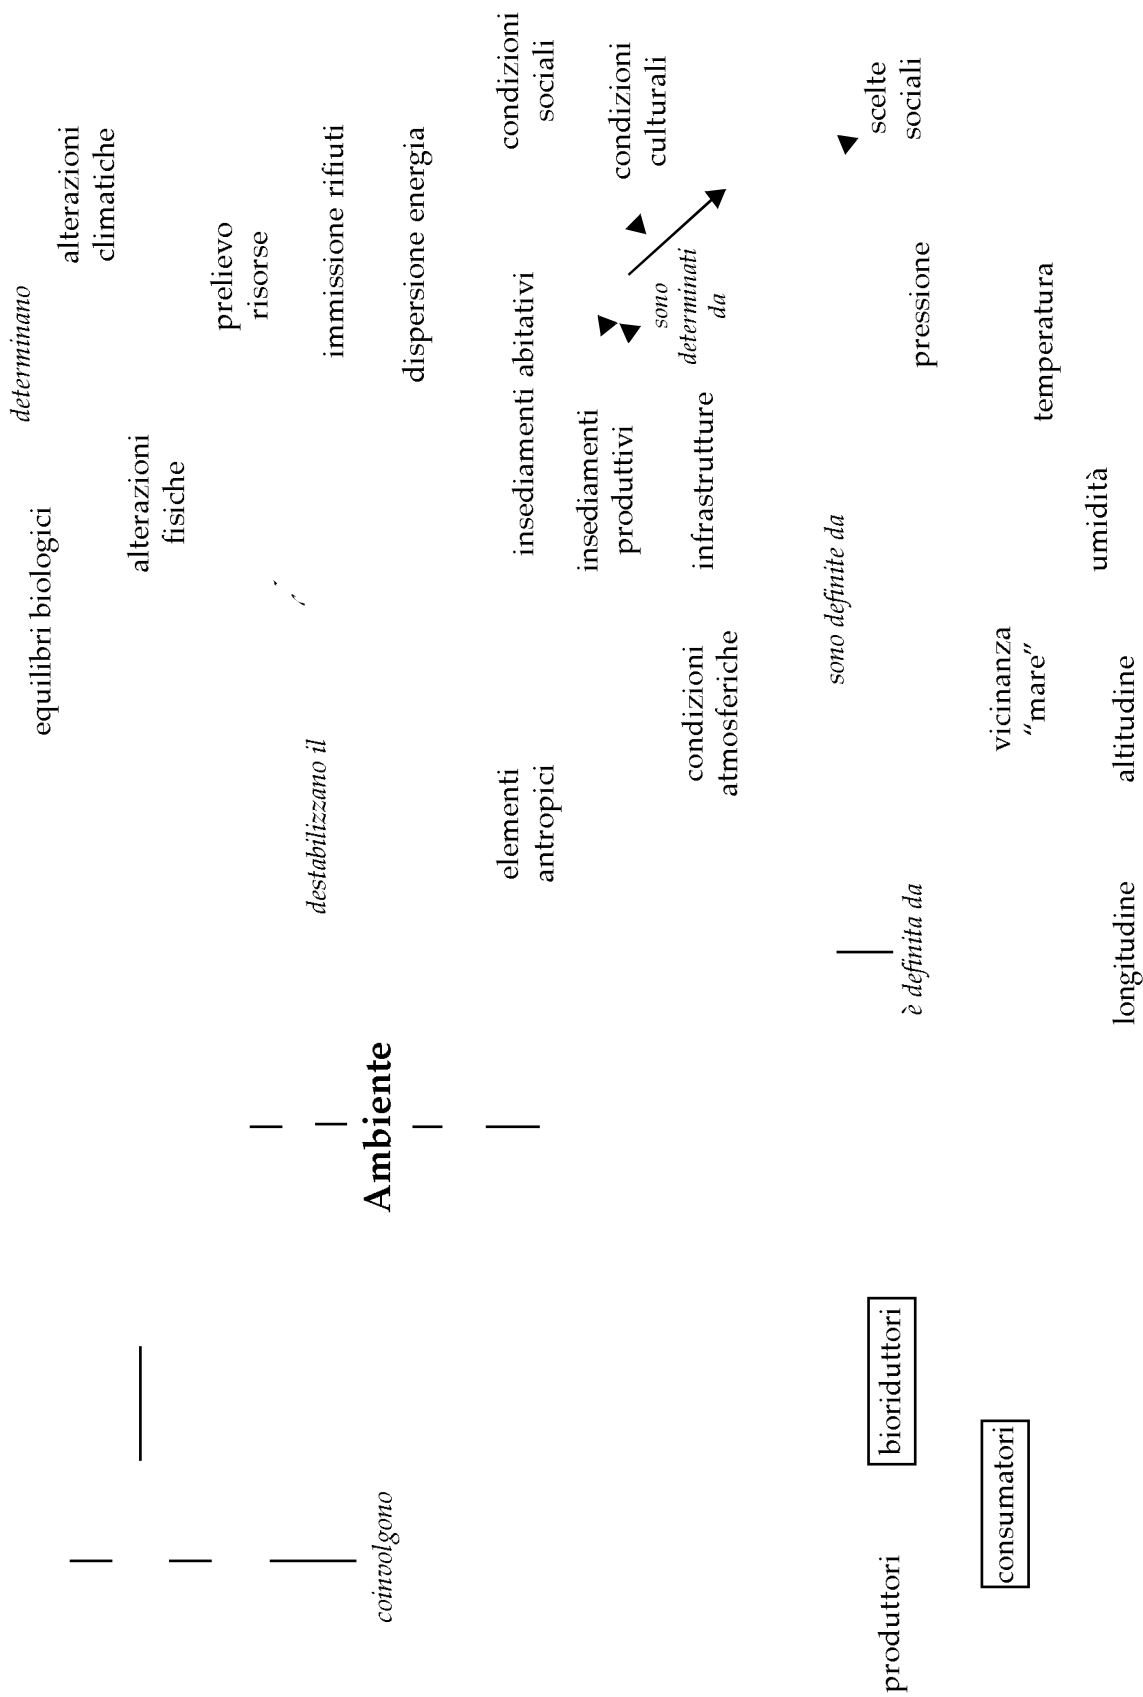 equilibri biologici
determinano
alterazioni
climatiche
alterazioni
fisiche
prelievo
risorse
destabilizzano il
immissione rifiuti
coinvolgono
Ambiente
dispersione energia
elementi
antropici
insediamenti abitativi
condizioni
sociali
insediamenti
produttivi
condizioni
culturali
infrastrutture
sono
determinati
da
condizioni
atmosferiche
sono definite da
scelte
sociali
produttori
bioriduttori
è definita da
pressione
consumatori
vicinanza
“mare”
temperatura
umidità
longitudine
altitudine